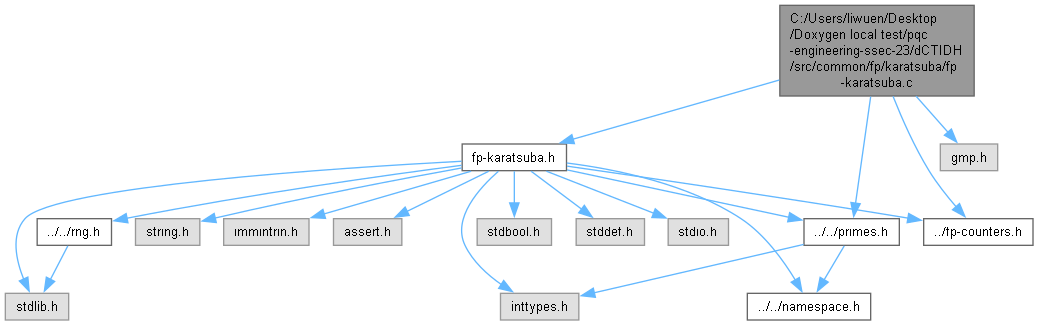 C:/Users/liwuen/Desktop
/Doxygen local test/pqc
-engineering-ssec-23/dCTIDH
/src/common/fp/karatsuba/fp
-karatsuba.c
fp-karatsuba.h
gmp.h
../../rng.h
string.h
immintrin.h
assert.h
stdbool.h
stddef.h
stdio.h
../../primes.h
../fp-counters.h
stdlib.h
inttypes.h
../../namespace.h